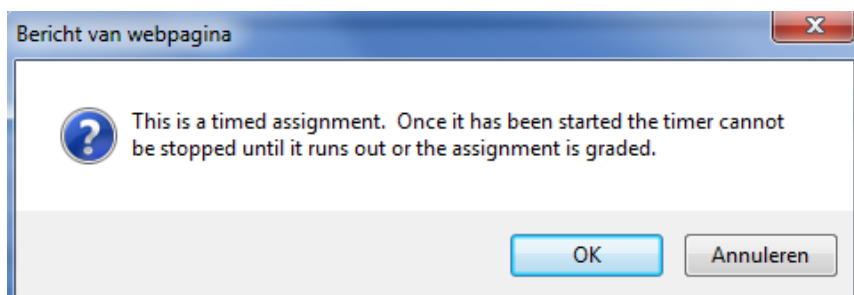 Bericht van webpagina
This is a timed assignment.  Once it has been started the timer cannot
be stopped until it runs out or the assignment is graded.
OK Annuleren